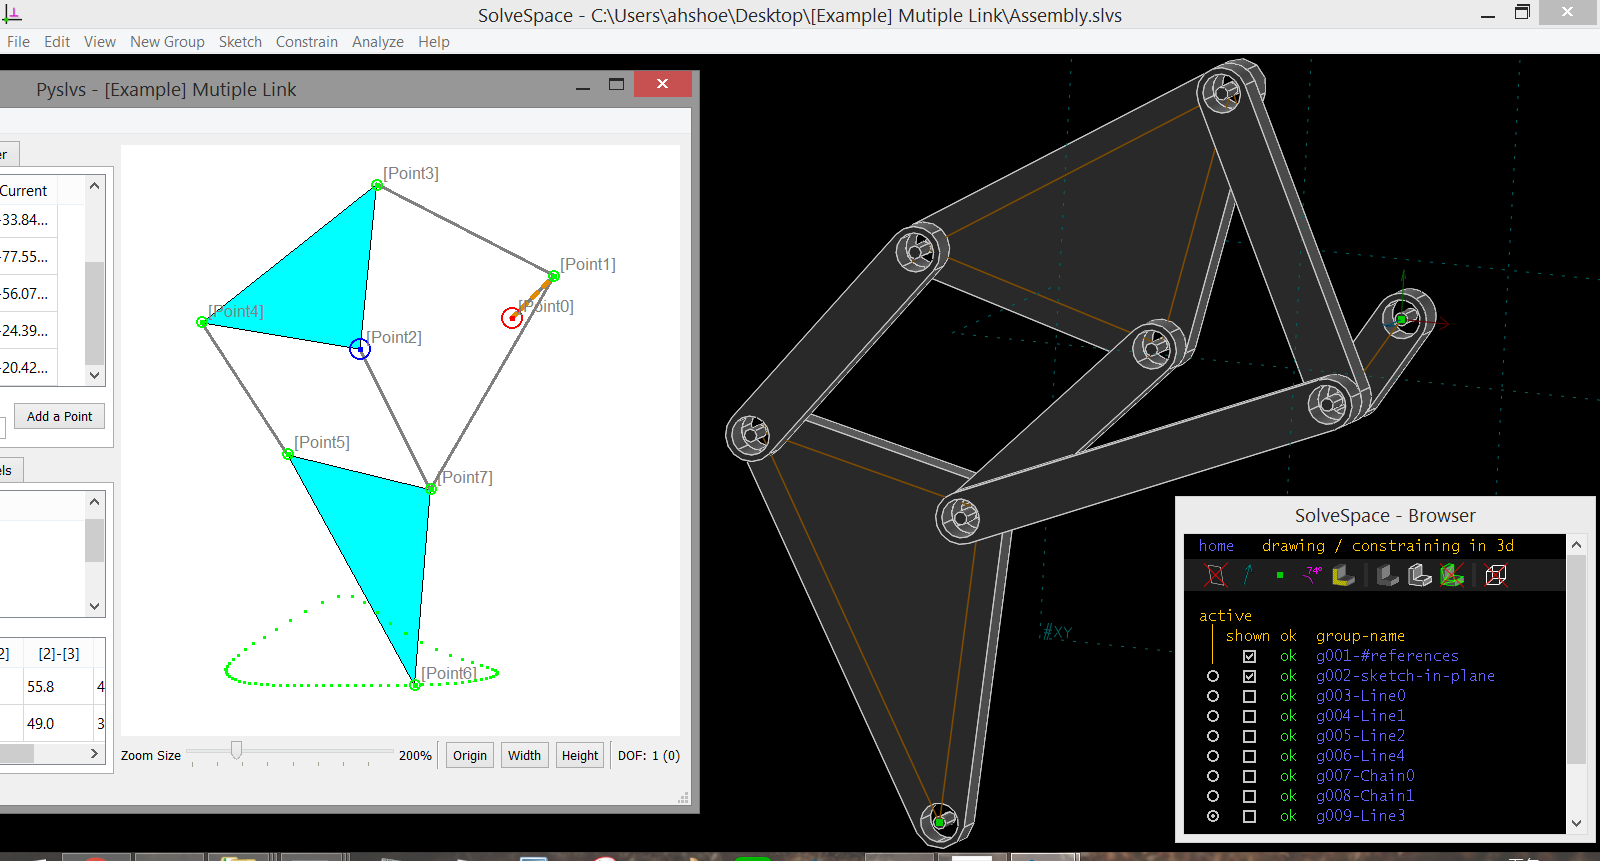 SolveSpace - C:\Users\ahshoe\Desktop\[Example] Mutiple Link\Assembly.slvs
File Edit View New Group Sketch Constrain Analyze Help
Pyslvs - [Example] Mutiple Link
er
Current
-33.84...
-77.55...
-56.07...
-24.39...
-20.42...
Add a Point
els
2] [2]-[3]
55.8 4
49.0 3
[Point3]
[Point1]
[Point0]
[Point4]
[Point2]
[Point5]
[Point7]
[Point6]
Zoom Size 200% Origin Width Height DOF: 1 (0)
#XY
SolveSpace - Browser
home drawing / constraining in 3d
74º
active
shown ok group-name
ok g001-#references
ok g002-sketch-in-plane
ok g003-Line0
ok g004-Line1
ok g005-Line2
ok g006-Line4
ok g007-Chain0
ok g008-Chain1
ok g009-Line3